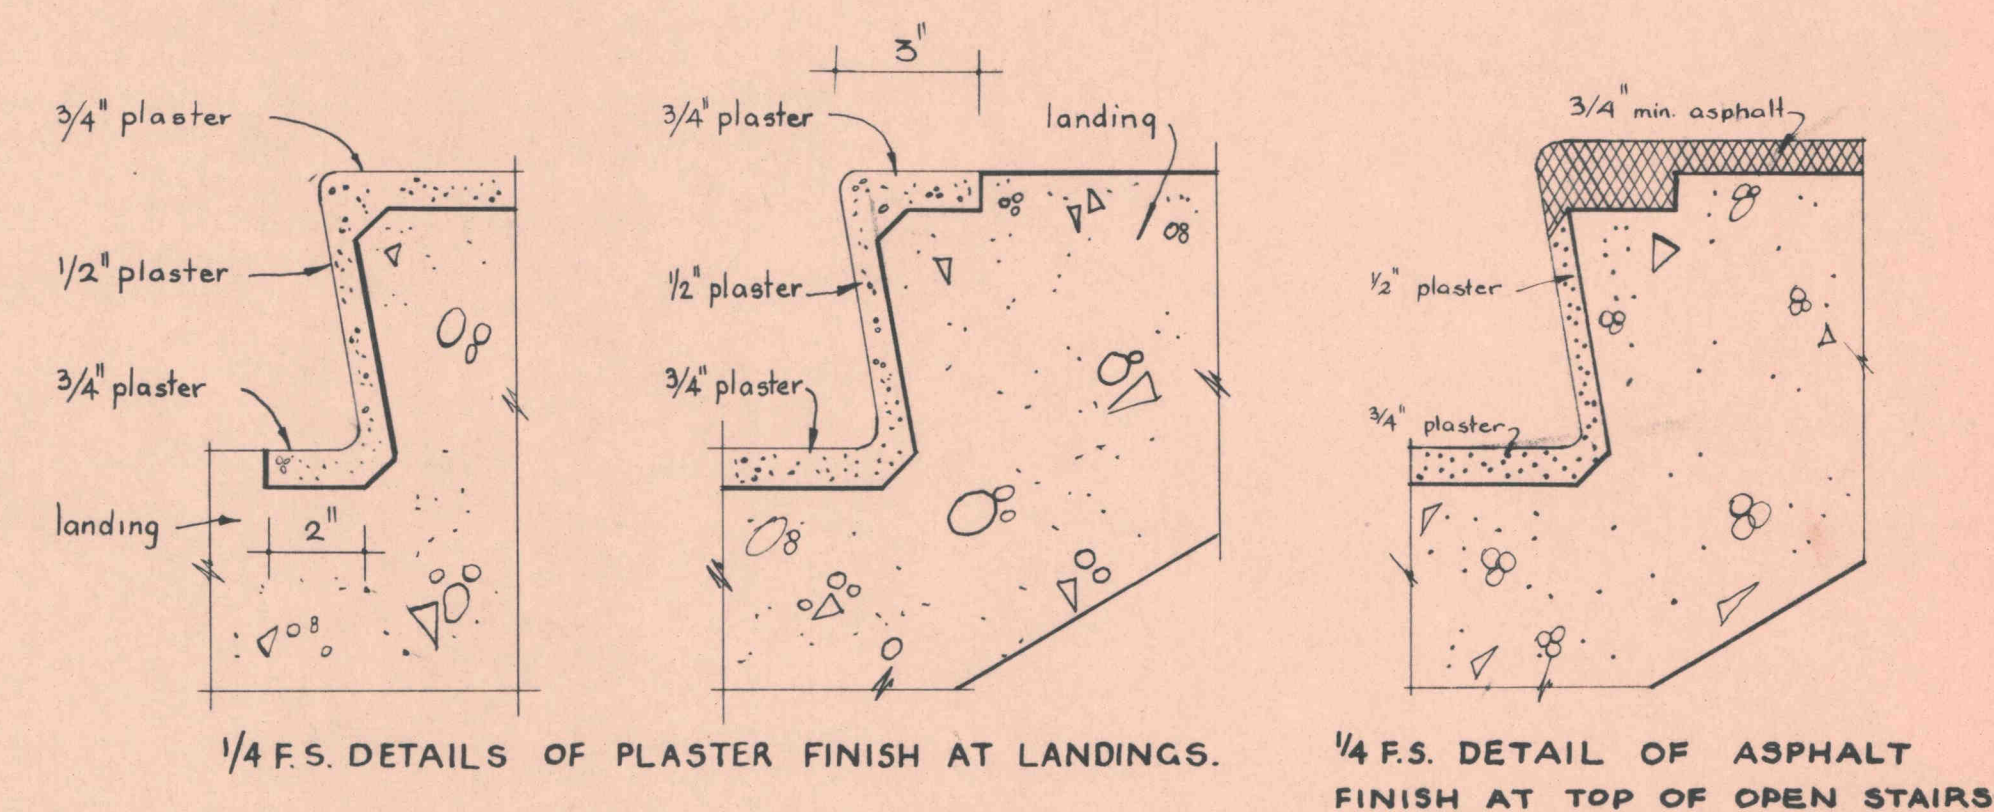 3/4" plaster
1/2" plaster
3/4" plaster
landing
2"
3"
3/4" plaster
landing
1/2" plaster
3/4" plaster
1/4 F.S. DETAILS OF PLASTER FINISH AT LANDINGS.
3/4" min. asphalt
1/2" plaster
3/4" plaster
1/4 F.S. DETAIL OF ASPHALT
FINISH AT TOP OF OPEN STAIRS